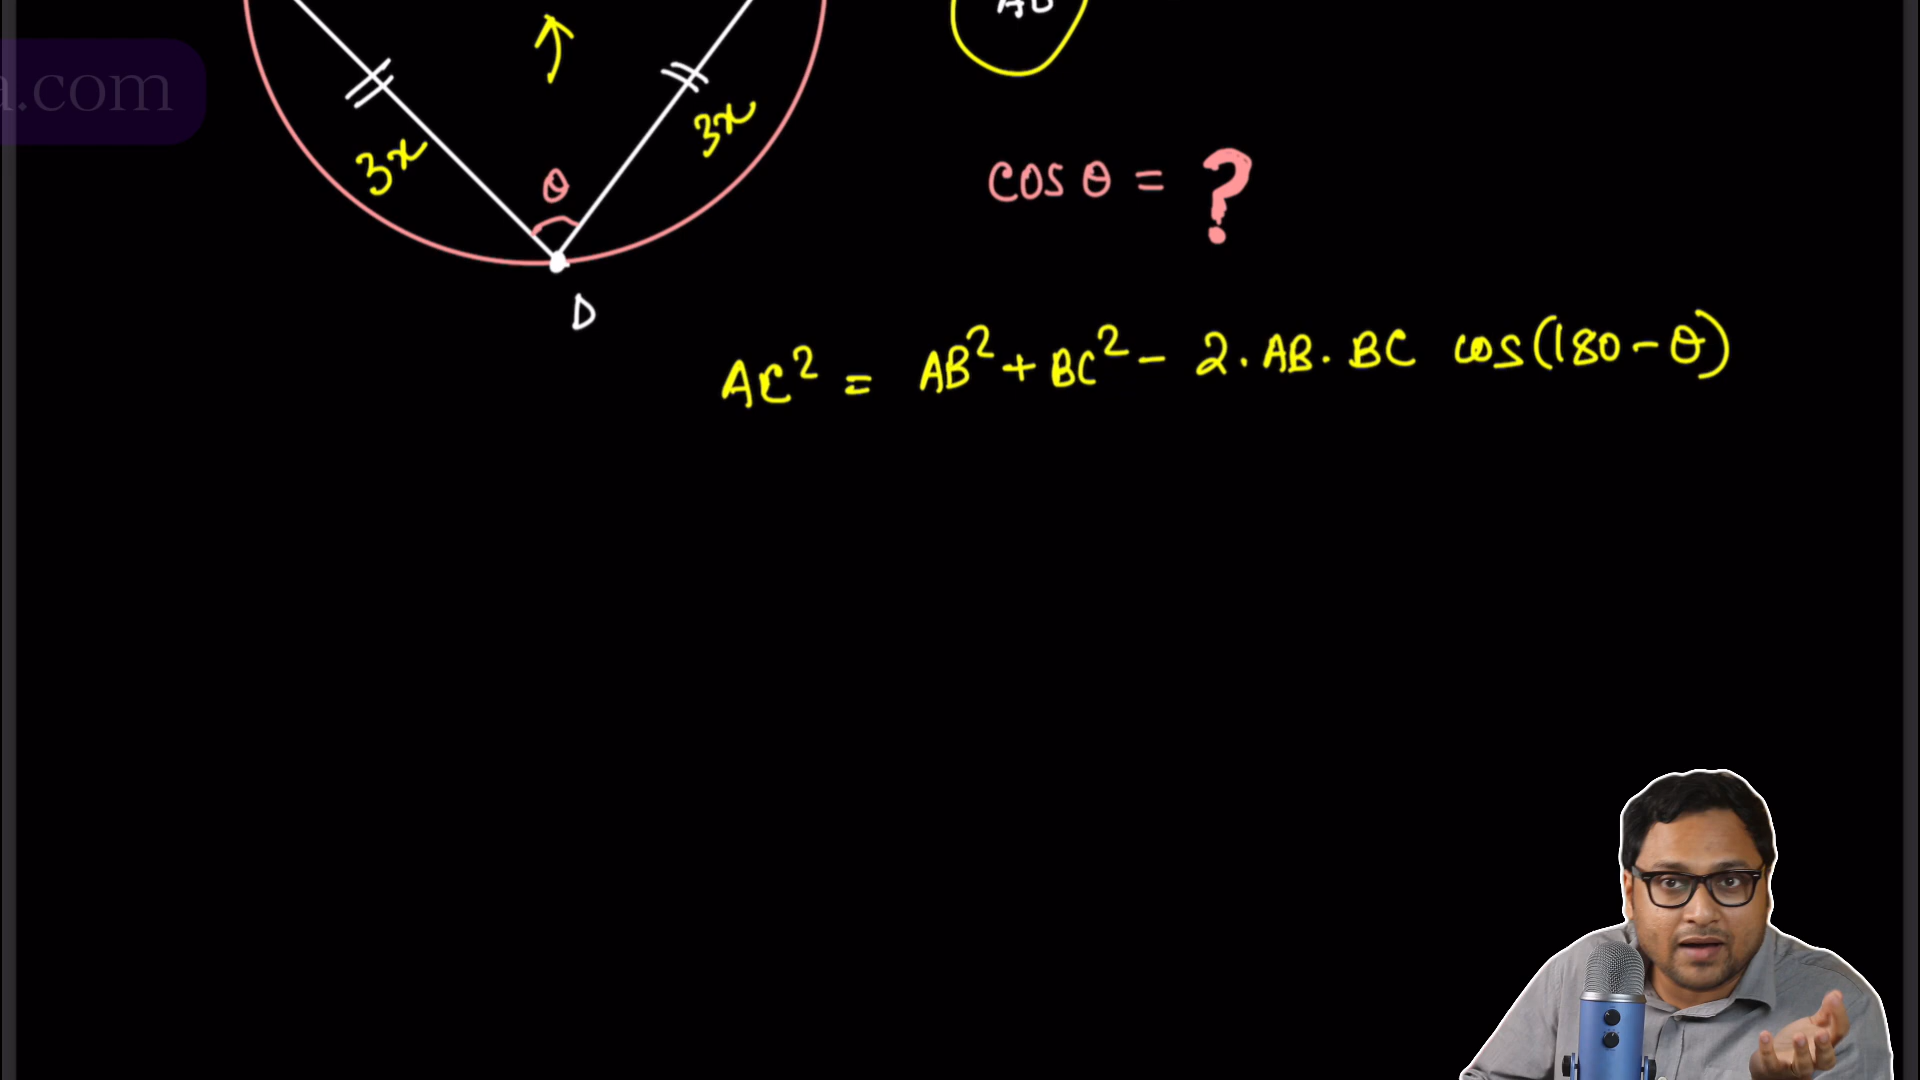 a.com
3x
3x
θ
cos θ = ?
D
AC² = AB² + BC² - 2. AB. BC cos(180-θ)